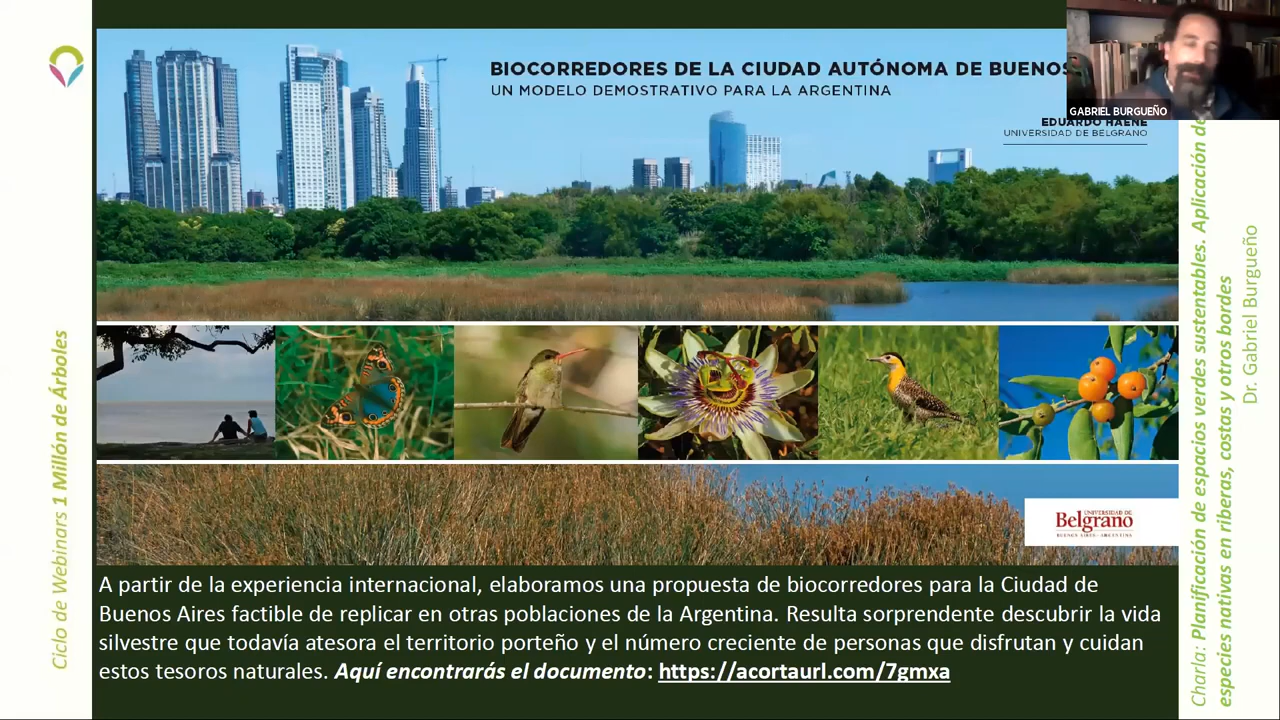 BIOCORREDORES DE LA CIUDAD AUTÓNOMA DE BUENOS
UN MODELO DEMOSTRATIVO PARA LA ARGENTINA
GABRIEL BURGUEÑO
EDUARDO HAENE
UNIVERSIDAD DE BELGRANO
UNIVERSIDAD DE
Belgrano
BUENOS AIRES - ARGENTINA
A partir de la experiencia internacional, elaboramos una propuesta de biocorredores para la Ciudad de
Buenos Aires factible de replicar en otras poblaciones de la Argentina. Resulta sorprendente descubrir la vida
silvestre que todavía atesora el territorio porteño y el número creciente de personas que disfrutan y cuidan
estos tesoros naturales. Aquí encontrarás el documento: https://acortaurl.com/7gmxa
Ciclo de Webinars 1 Millón de Árboles
Charla: Planificación de espacios verdes sustentables. Aplicación de
especies nativas en riberas, costas y otros bordes
Dr. Gabriel Burgueño